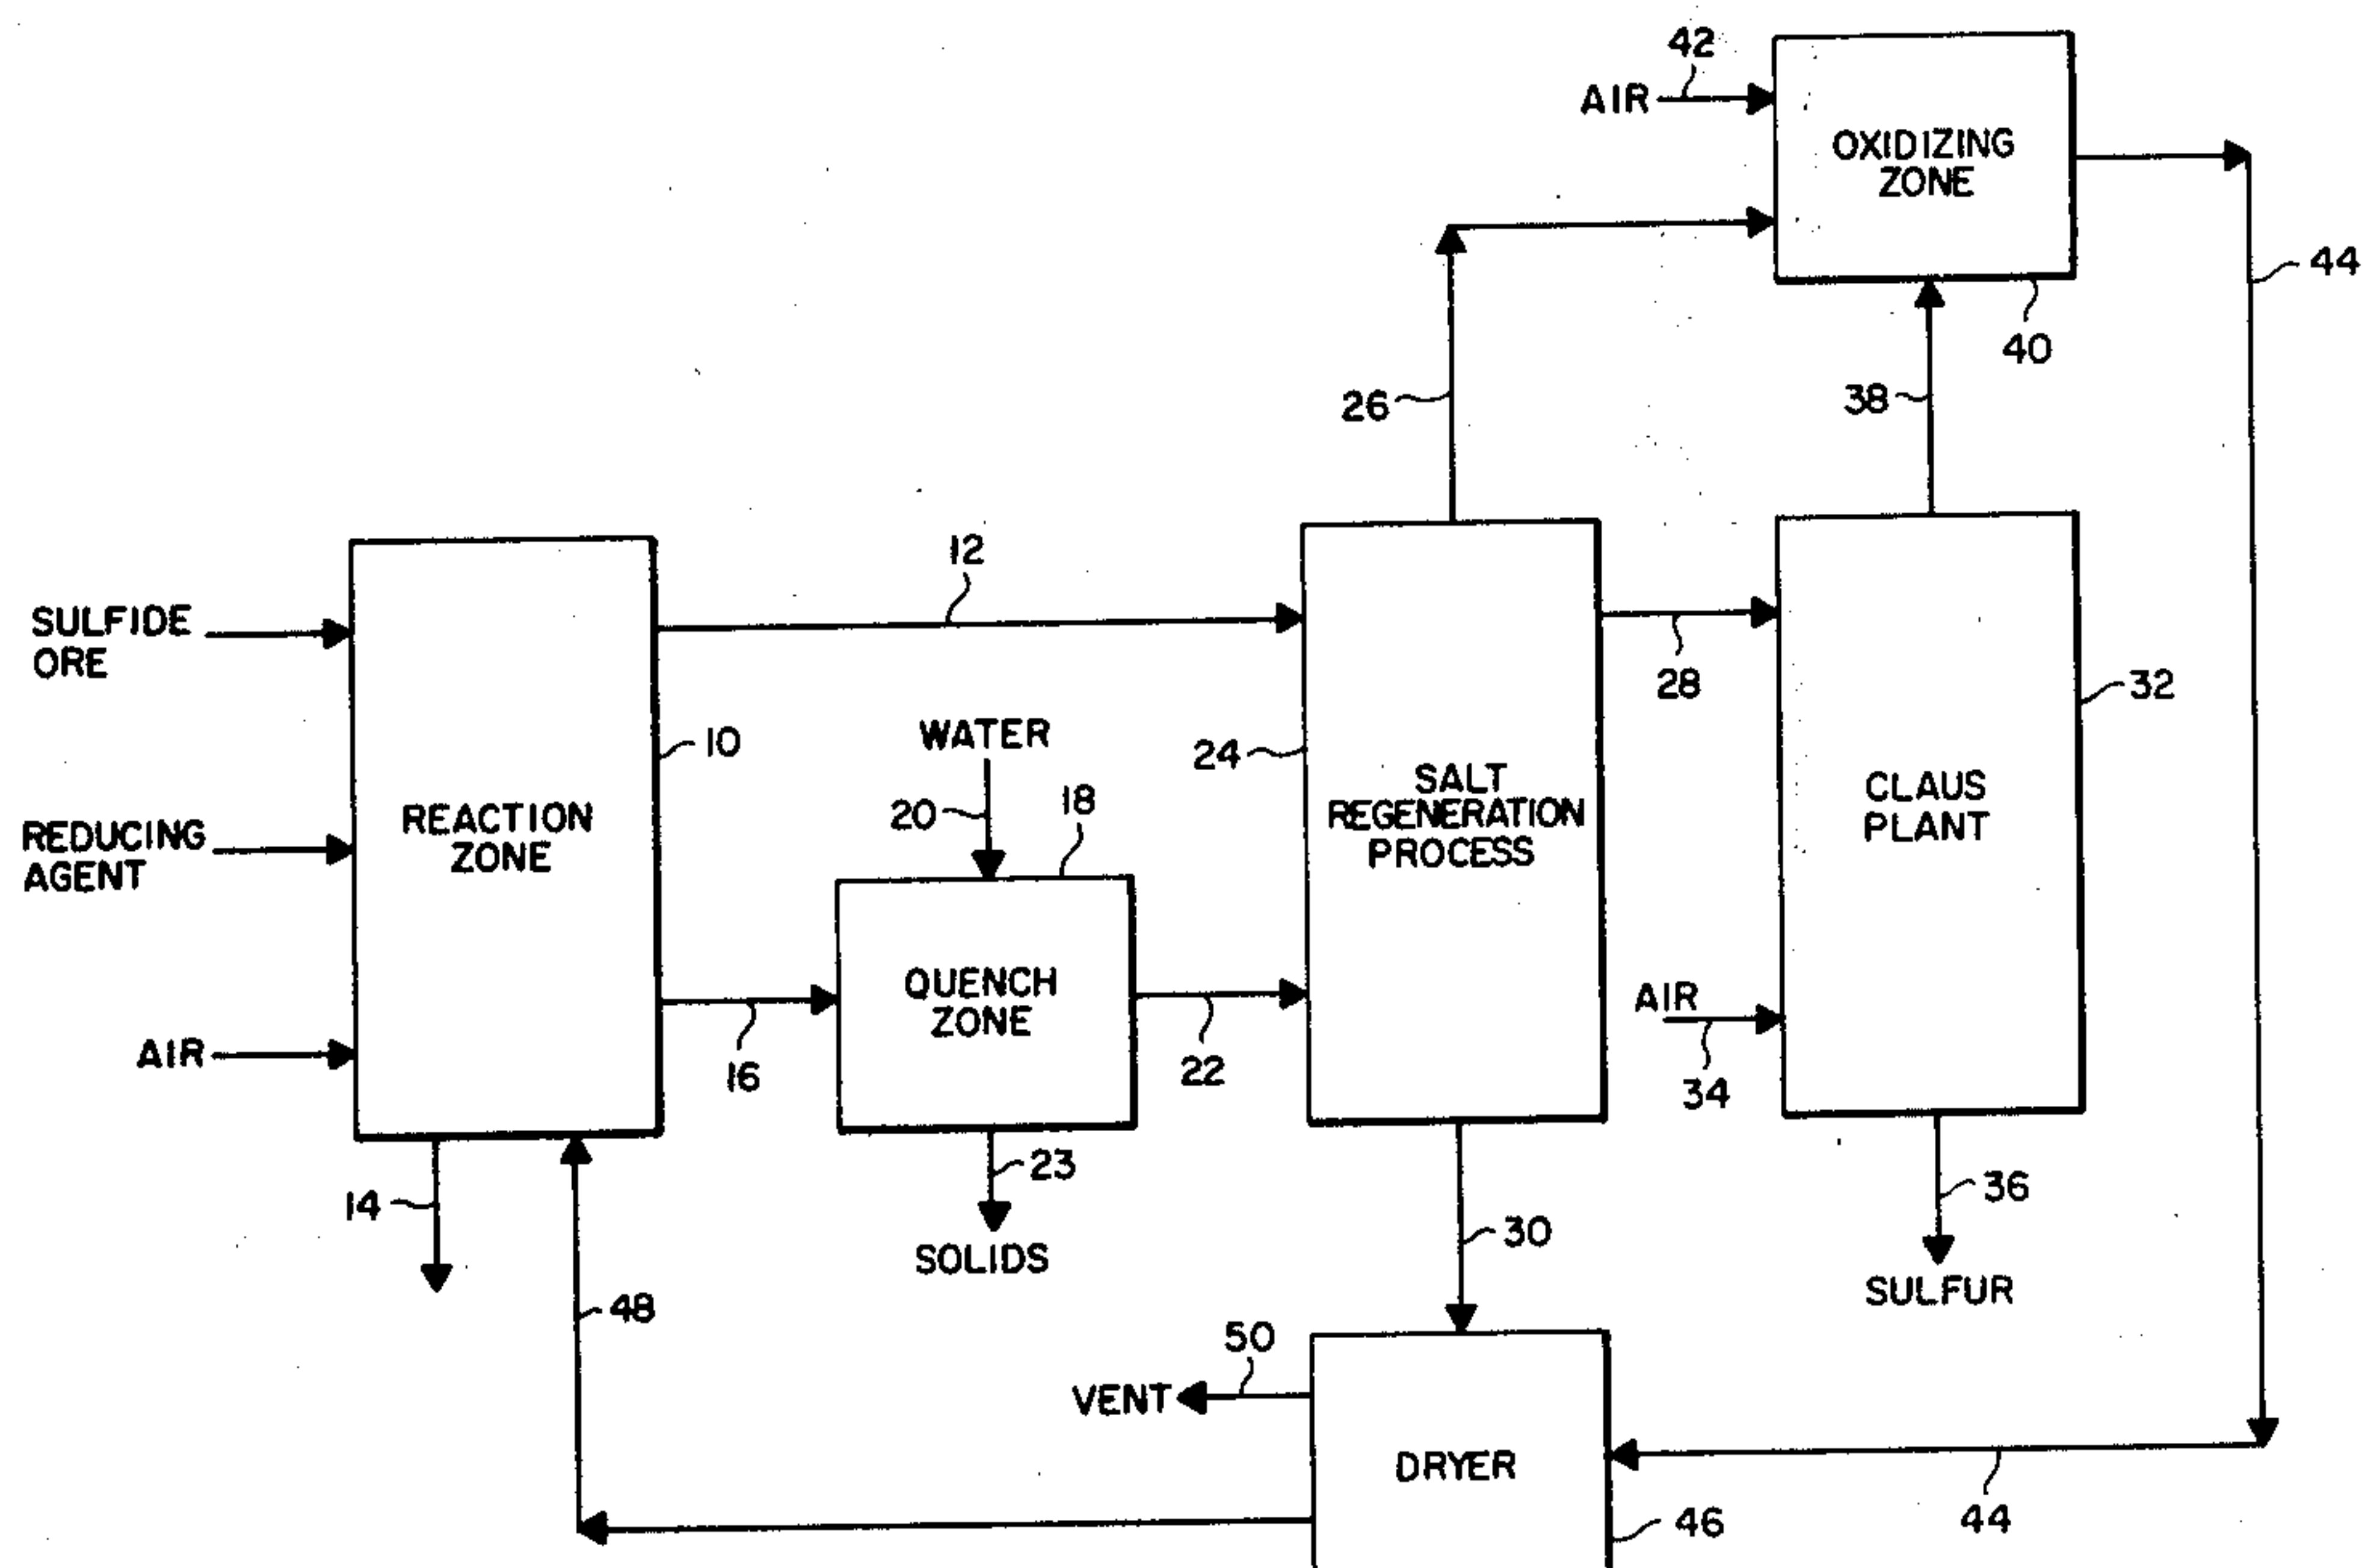 42
AIR
OXIDIZING
ZONE
44
40
26
38
12
SULFIDE
ORE
28
32
10
WATER
24
SALT
REGENERATION
PROCESS
CLAUS
PLANT
20
18
REACTION
ZONE
REDUCING
AGENT
QUENCH
ZONE
AIR
AIR
16
22
34
14
23
SOLIDS
30
36
SULFUR
48
50
VENT
DRYER
44
46